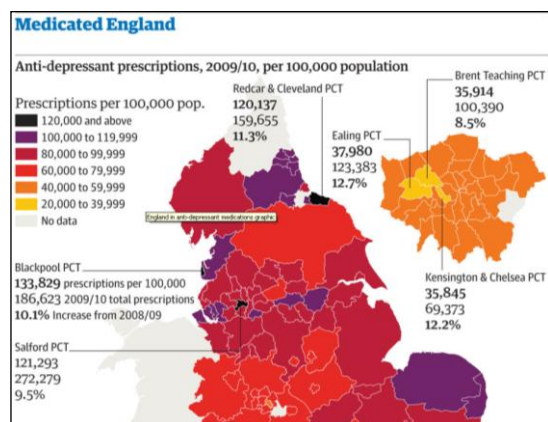 Medicated England
Anti-depressant prescriptions, 2009/10, per 100,000 population
Prescriptions per 100,000 pop.
120,000 and above
100,000 to 119,999
80,000 to 99,999
60,000 to 79,999
40,000 to 59,999
20,000 to 39,999
No data
Redcar & Cleveland PCT
120,137
159,655
11.3%
Brent Teaching PCT
35,914
100,390
8.5%
Ealing PCT
37,980
123,383
12.7%
England in anti-depressant medications graphic
Blackpool PCT
133,829 prescriptions per 100,000
186,623 2009/10 total prescriptions
10.1% Increase from 2008/09
Kensington & Chelsea PCT
35,845
69,373
12.2%
Salford PCT
121,293
272,279
9.5%